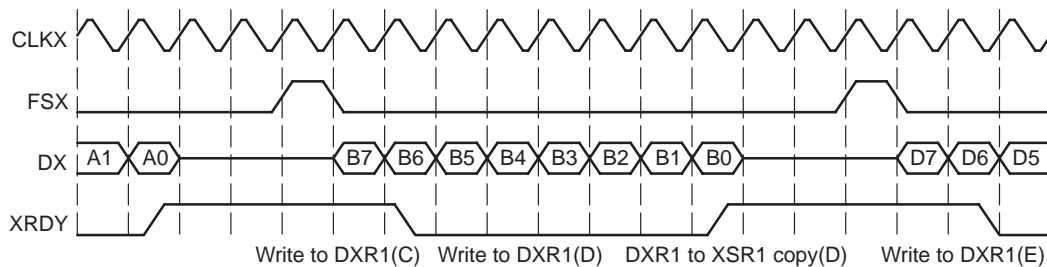 CLKX
FSX
DX A1 A0 B7 B6 B5 B4 B3 B2 B1 B0 D7 D6 D5
XRDY
Write to DXR1(C) Write to DXR1(D) DXR1 to XSR1 copy(D) Write to DXR1(E)